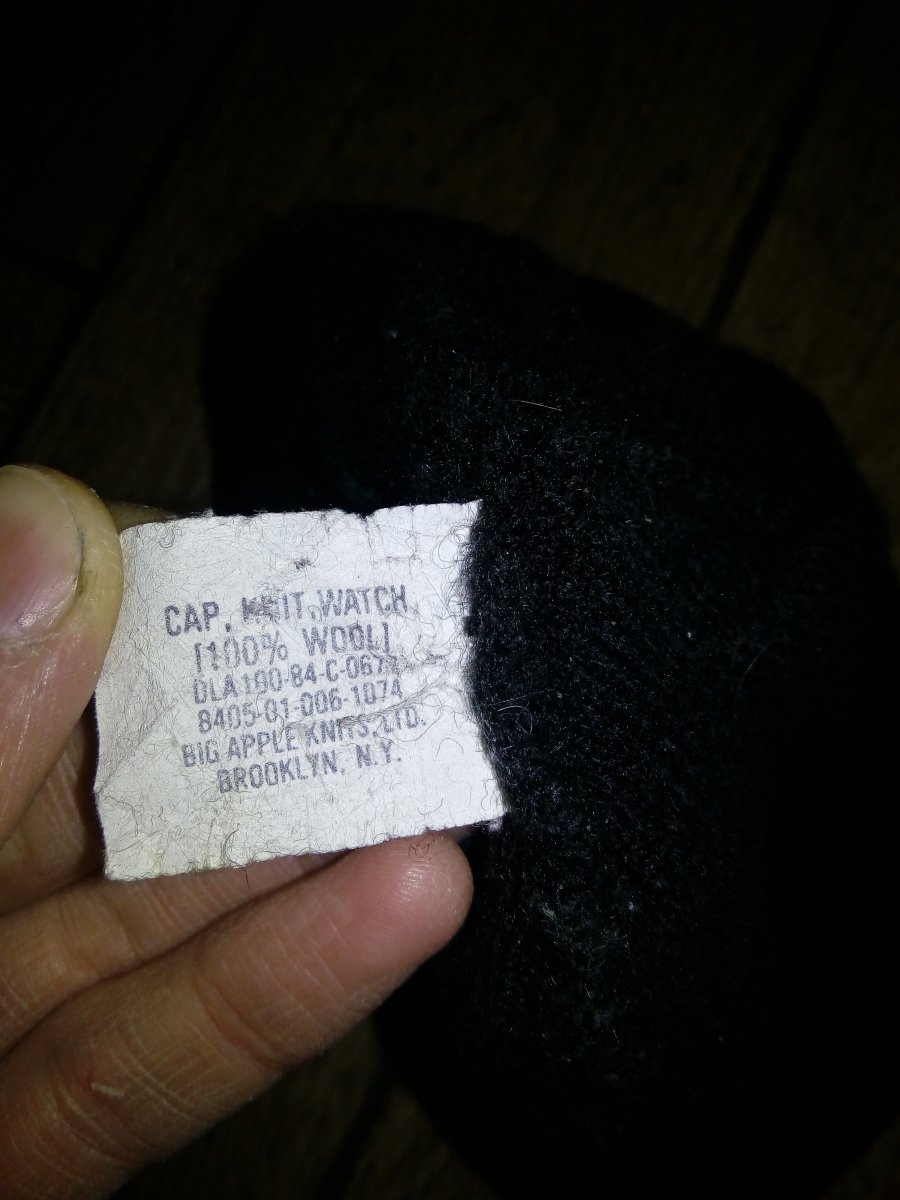 CAP, KNIT, WATCH
[100% WOOL]
DLA100-84-C-067
8405-01-006-1074
BIG APPLE KNITS, LTD.
BROOKLYN, N.Y.